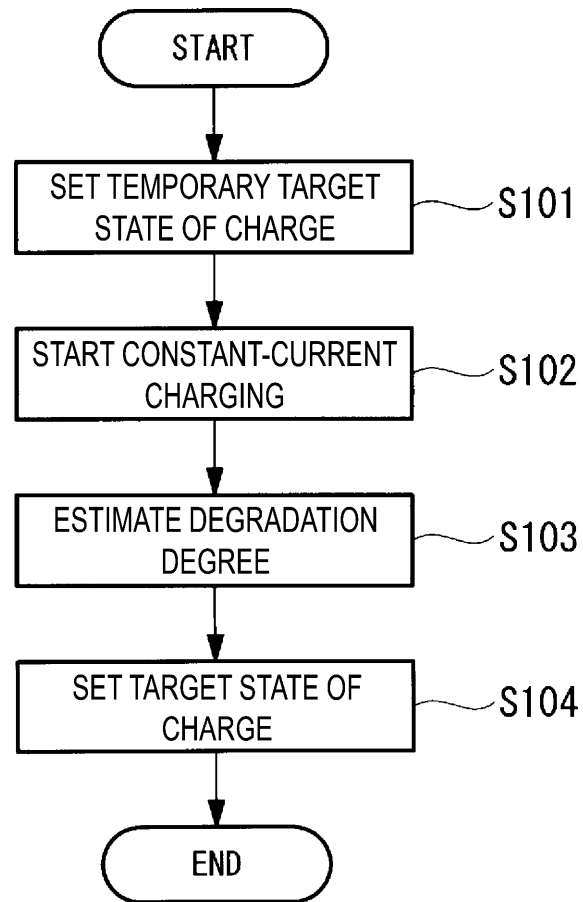 START
SET TEMPORARY TARGET
STATE OF CHARGE
S101
START CONSTANT-CURRENT
CHARGING
S102
ESTIMATE DEGRADATION
DEGREE
S103
SET TARGET STATE OF
CHARGE
S104
END